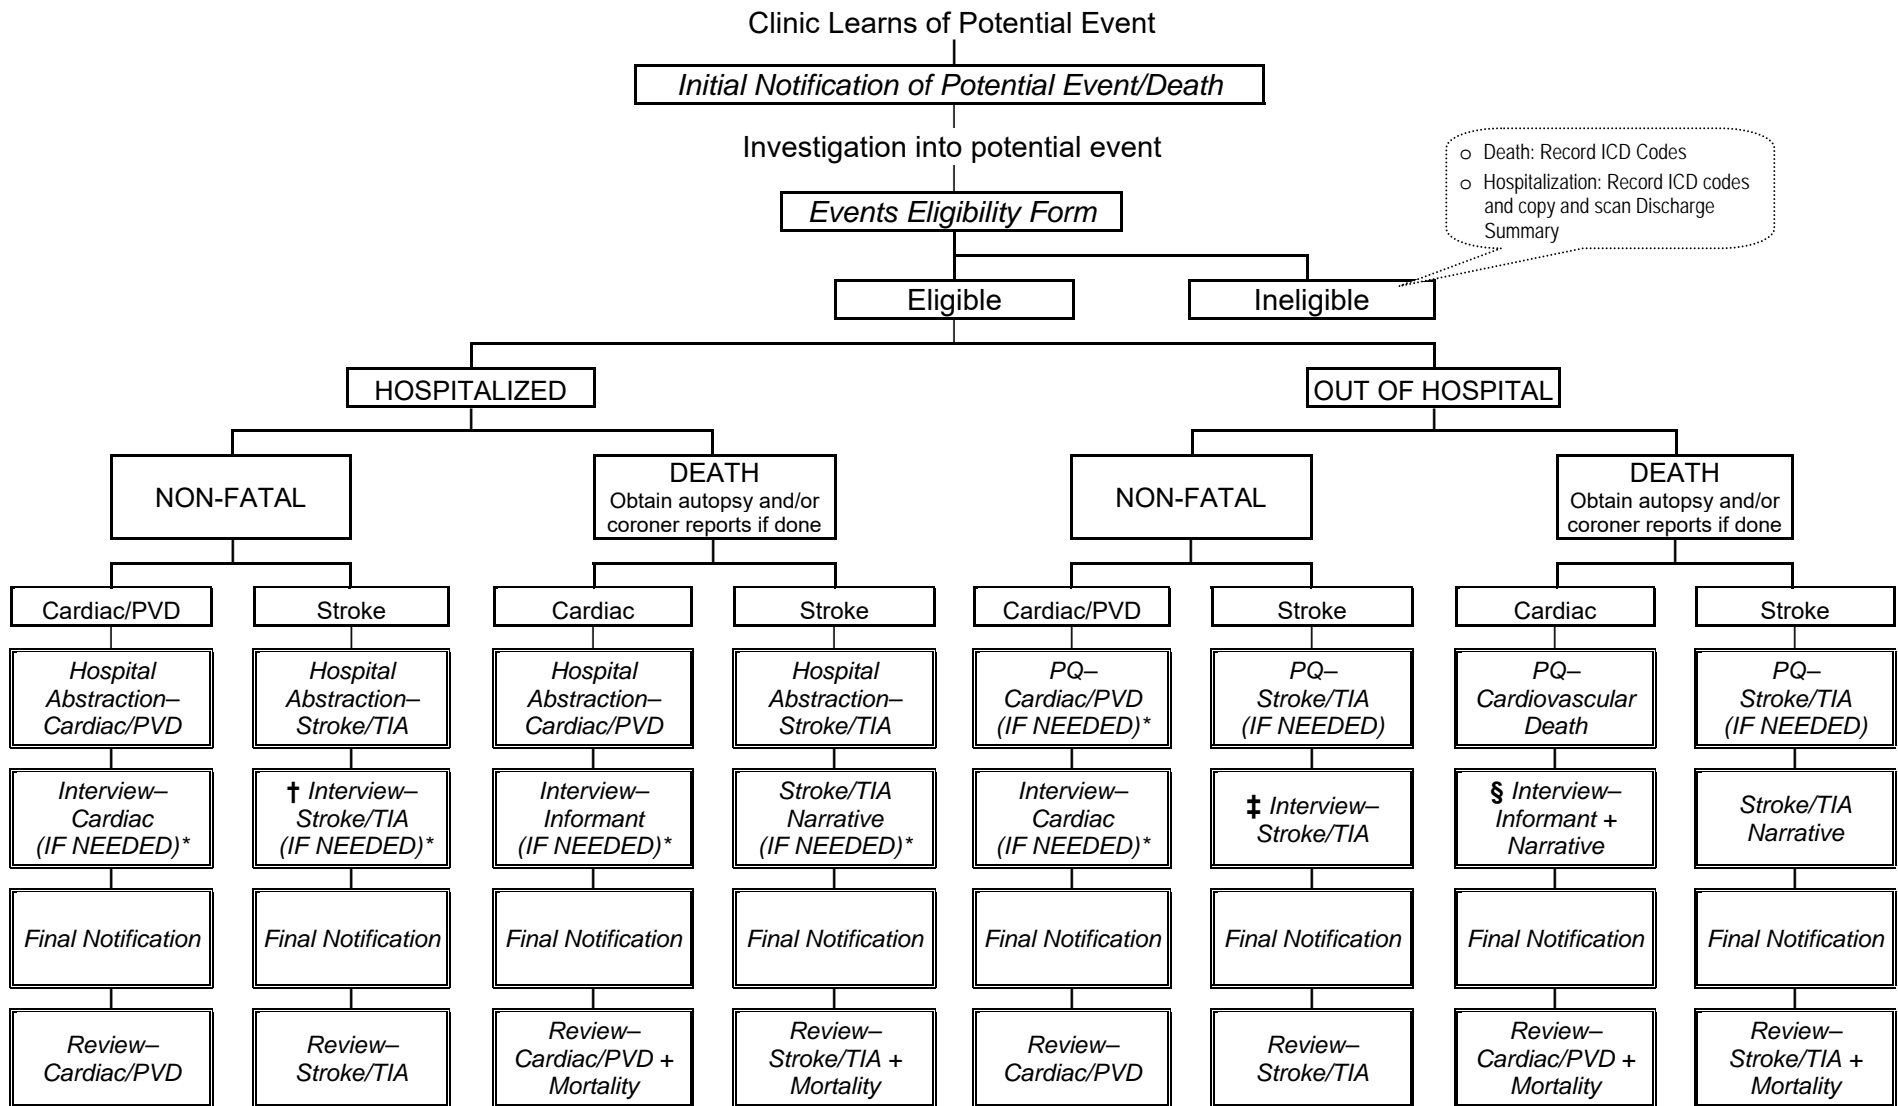 Clinic Learns of Potential Event
Initial Notification of Potential Event/Death
Investigation into potential event
o Death: Record ICD Codes
o Hospitalization: Record ICD codes
and copy and scan Discharge
Summary
Events Eligibility Form
Eligible
Ineligible
HOSPITALIZED
OUT OF HOSPITAL
NON-FATAL
DEATH
Obtain autopsy and/or
coroner reports if done
NON-FATAL
DEATH
Obtain autopsy and/or
coroner reports if done
Cardiac/PVD
Stroke
Cardiac
Stroke
Cardiac/PVD
Stroke
Cardiac
Stroke
Hospital
Abstraction–
Cardiac/PVD
Hospital
Abstraction–
Stroke/TIA
Hospital
Abstraction–
Cardiac/PVD
Hospital
Abstraction–
Stroke/TIA
PQ–
Cardiac/PVD
(IF NEEDED)*
PQ–
Stroke/TIA
(IF NEEDED)
PQ–
Cardiovascular
Death
PQ–
Stroke/TIA
(IF NEEDED)
Interview–
Cardiac
(IF NEEDED)*
† Interview–
Stroke/TIA
(IF NEEDED)*
Interview–
Informant
(IF NEEDED)*
Stroke/TIA
Narrative
(IF NEEDED)*
Interview–
Cardiac
(IF NEEDED)*
‡ Interview–
Stroke/TIA
§ Interview–
Informant +
Narrative
Stroke/TIA
Narrative
Final Notification
Final Notification
Final Notification
Final Notification
Final Notification
Final Notification
Final Notification
Final Notification
Review–
Cardiac/PVD
Review–
Stroke/TIA
Review–
Cardiac/PVD +
Mortality
Review–
Stroke/TIA +
Mortality
Review–
Cardiac/PVD
Review–
Stroke/TIA
Review–
Cardiac/PVD +
Mortality
Review–
Stroke/TIA +
Mortality